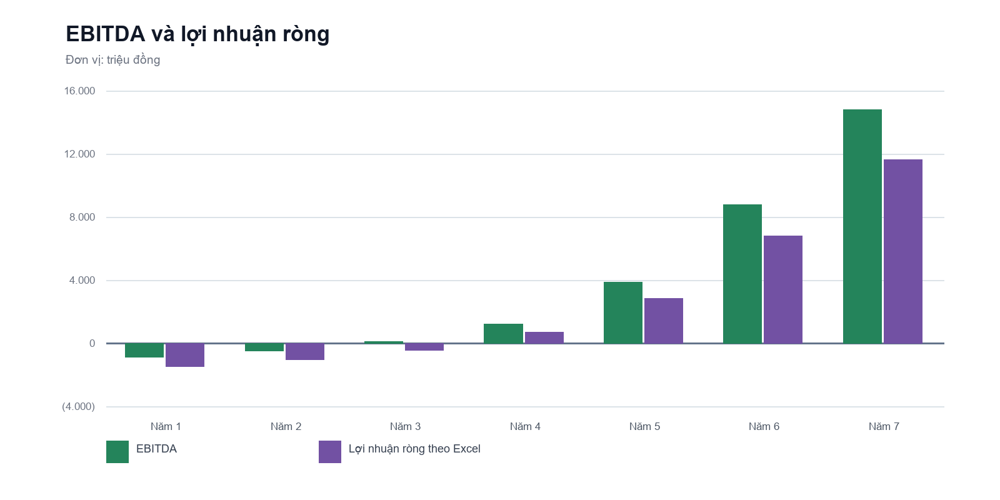 EBITDA và lợi nhuận ròng
Đơn vị: triệu đồng
16.000
12.000
8.000
4.000
0
(4.000)
Năm 1 Năm 2 Năm 3 Năm 4 Năm 5 Năm 6 Năm 7
EBITDA Lợi nhuận ròng theo Excel